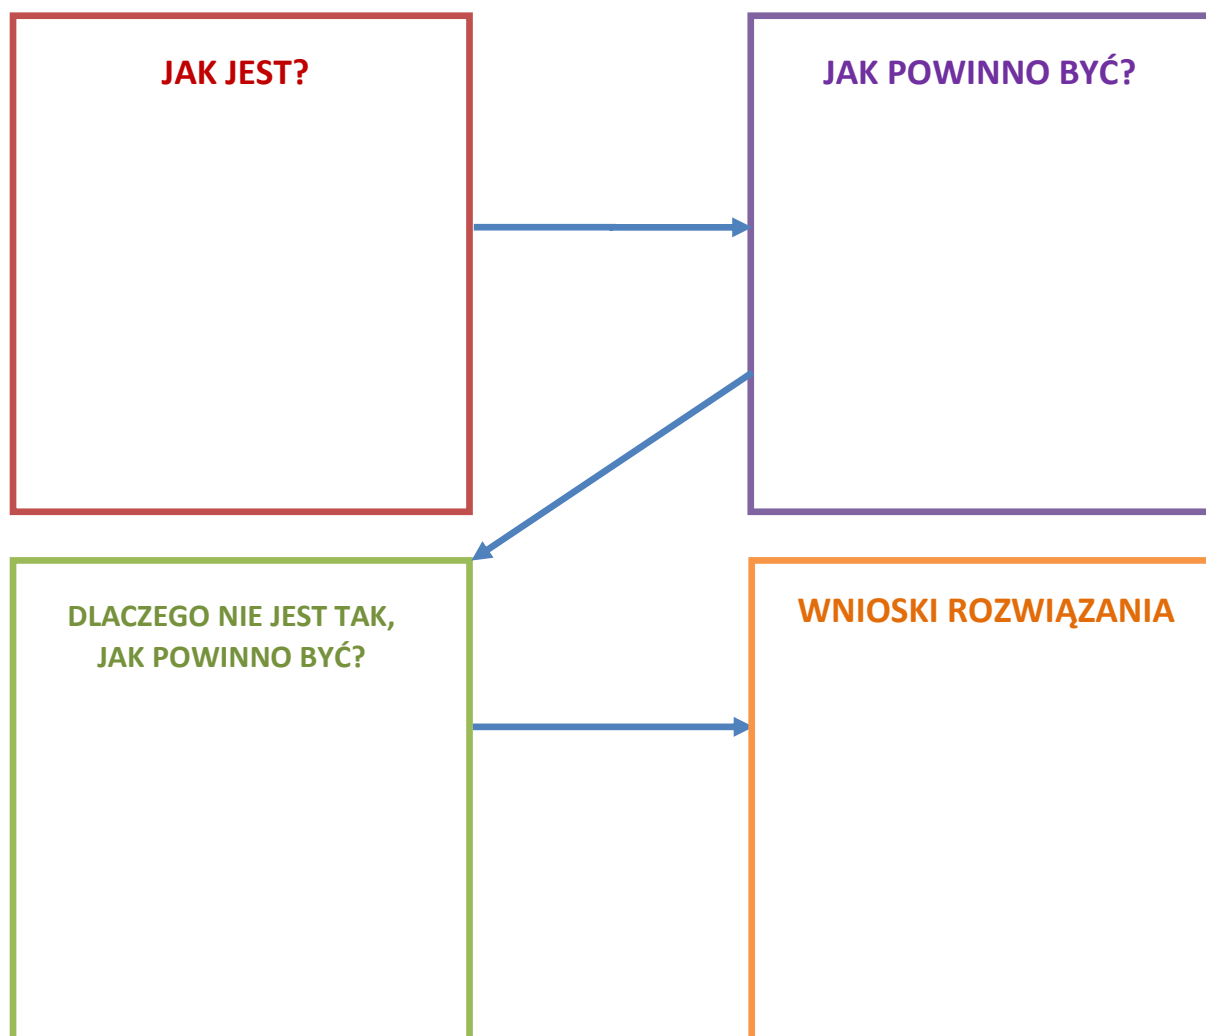 JAK JEST?
JAK POWINNO BYĆ?
DLACZEGO NIE JEST TAK,
JAK POWINNO BYĆ?
WNIOSKI ROZWIĄZANIA